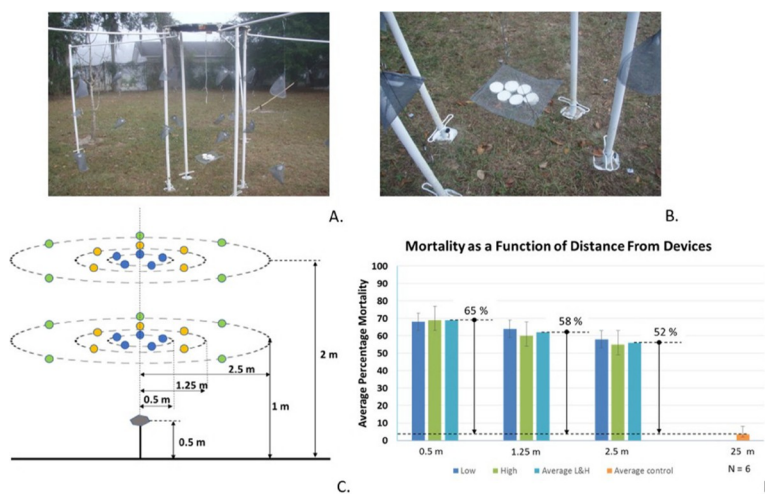 A.
B.
2 m
2.5 m
1.25 m
0.5 m
1 m
0.5 m
C.
Mortality as a Function of Distance From Devices
Average Percentage Mortality
100
90
80
70
60
50
40
30
20
10
0
65 %
58 %
52 %
0.5 m
1.25 m
2.5 m
25 m
N = 6
Low
High
Average L&H
Average control